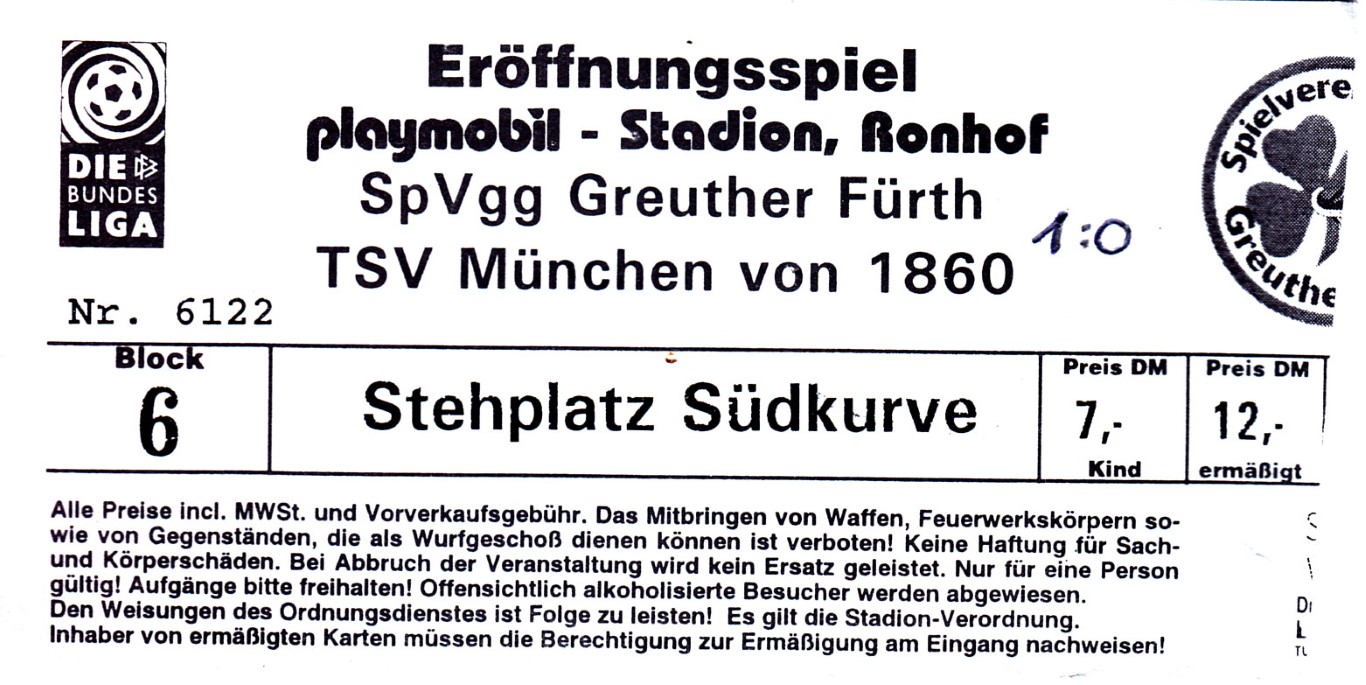 Eröffnungsspiel
playmobil - Stadion, Ronhof
SpVgg Greuther Fürth
TSV München von 1860
1:0
DIE DFB
BUNDES
LIGA
Spielvere
Greuthe
Nr. 6122
Block
6
Stehplatz Südkurve
Preis DM
7,-
Kind
Preis DM
12,-
ermäßigt
Alle Preise incl. MWSt. und Vorverkaufsgebühr. Das Mitbringen von Waffen, Feuerwerkskörpern so-
wie von Gegenständen, die als Wurfgeschoß dienen können ist verboten! Keine Haftung für Sach-
und Körperschäden. Bei Abbruch der Veranstaltung wird kein Ersatz geleistet. Nur für eine Person
gültig! Aufgänge bitte freihalten! Offensichtlich alkoholisierte Besucher werden abgewiesen.
Den Weisungen des Ordnungsdienstes ist Folge zu leisten! Es gilt die Stadion-Verordnung.
Inhaber von ermäßigten Karten müssen die Berechtigung zur Ermäßigung am Eingang nachweisen!